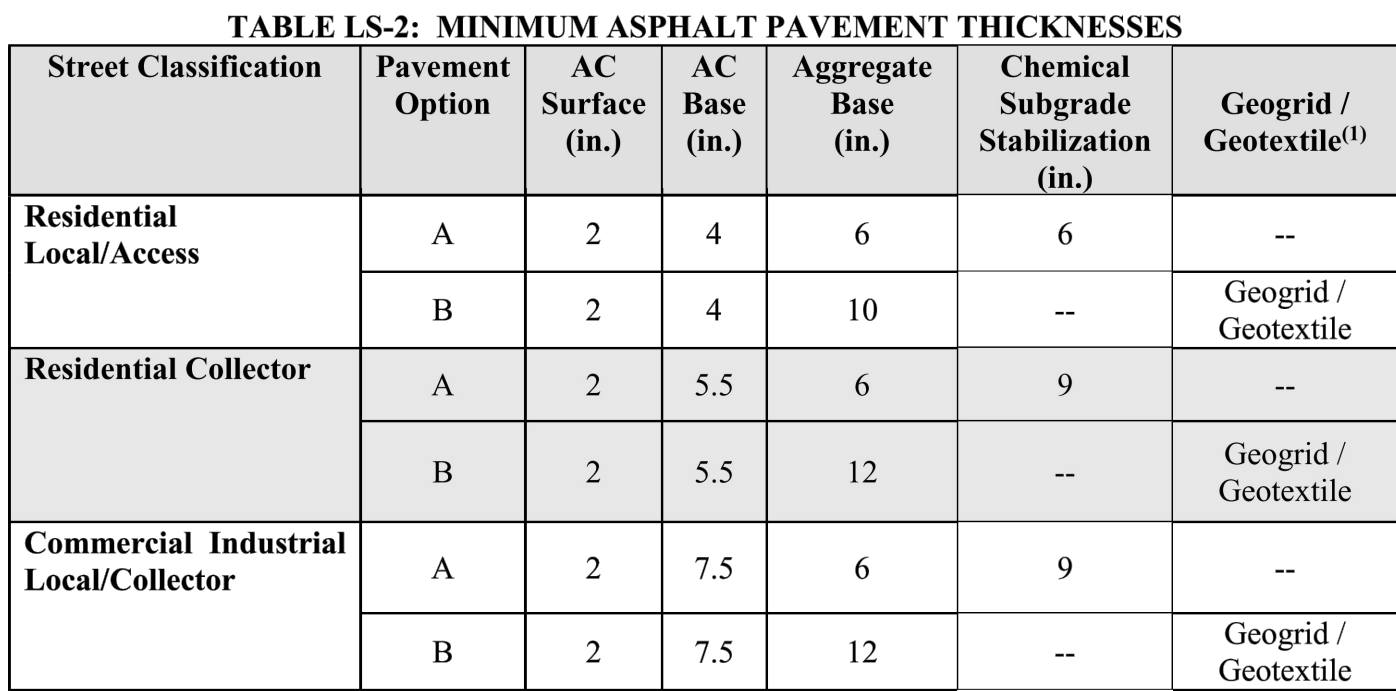 TABLE LS-2: MINIMUM ASPHALT PAVEMENT THICKNESSES
Street Classification
Pavement
Option
AC
Surface
(in.)
AC
Base
(in.)
Aggregate
Base
(in.)
Chemical
Subgrade
Stabilization
(in.)
Geogrid /
Geotextile(1)
Residential
Local/Access
A
2
4
6
6
--
B
2
4
10
--
Geogrid /
Geotextile
Residential Collector
A
2
5.5
6
9
--
B
2
5.5
12
--
Geogrid /
Geotextile
Commercial Industrial
Local/Collector
A
2
7.5
6
9
--
B
2
7.5
12
--
Geogrid /
Geotextile